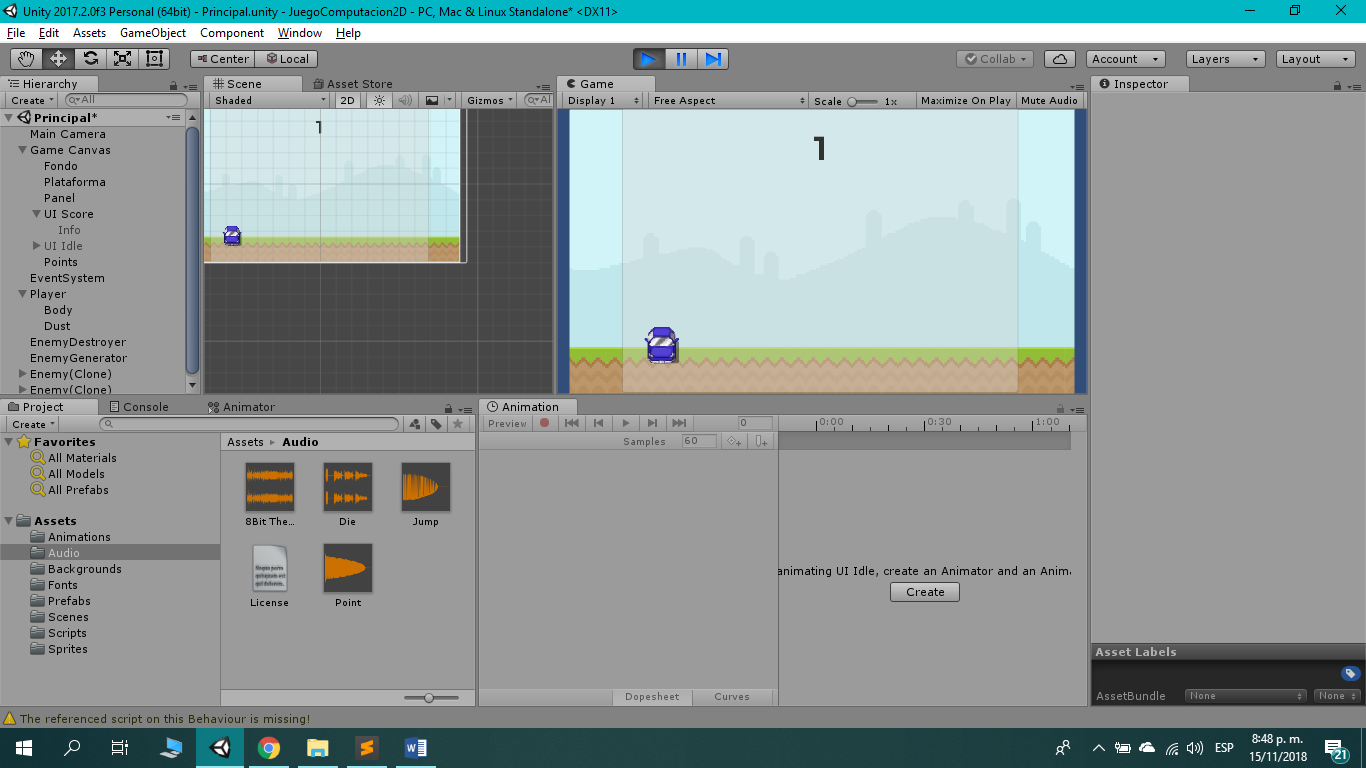 Unity 2017.2.0f3 Personal (64bit) - Principal.unity - JuegoComputacion2D - PC, Mac & Linux Standalone* <DX11>
File Edit Assets GameObject Component Window Help
Center Local Collab Account Layers Layout
Hierarchy
Create All
Principal*
Main Camera
Game Canvas
Fondo
Plataforma
Panel
UI Score
Info
UI Idle
Points
EventSystem
Player
Body
Dust
EnemyDestroyer
EnemyGenerator
Enemy(Clone)
Enemy(Clone)
Scene Asset Store
Shaded 2D Gizmos All
1
Game
Display 1 Free Aspect Scale 1x Maximize On Play Mute Audio
1
Inspector
Project Console Animator
Create
Favorites
All Materials
All Models
All Prefabs
Assets
Animations
Audio
Backgrounds
Fonts
Prefabs
Scenes
Scripts
Sprites
Assets Audio
8Bit The... Die Jump
License Point
Animation
Preview 0 0:00 0:30 1:00
Samples 60
animating UI Idle, create an Animator and an Anim
Create
Dopesheet Curves
Asset Labels
AssetBundle None None
The referenced script on this Behaviour is missing!
ESP
8:48 p. m.
15/11/2018
21